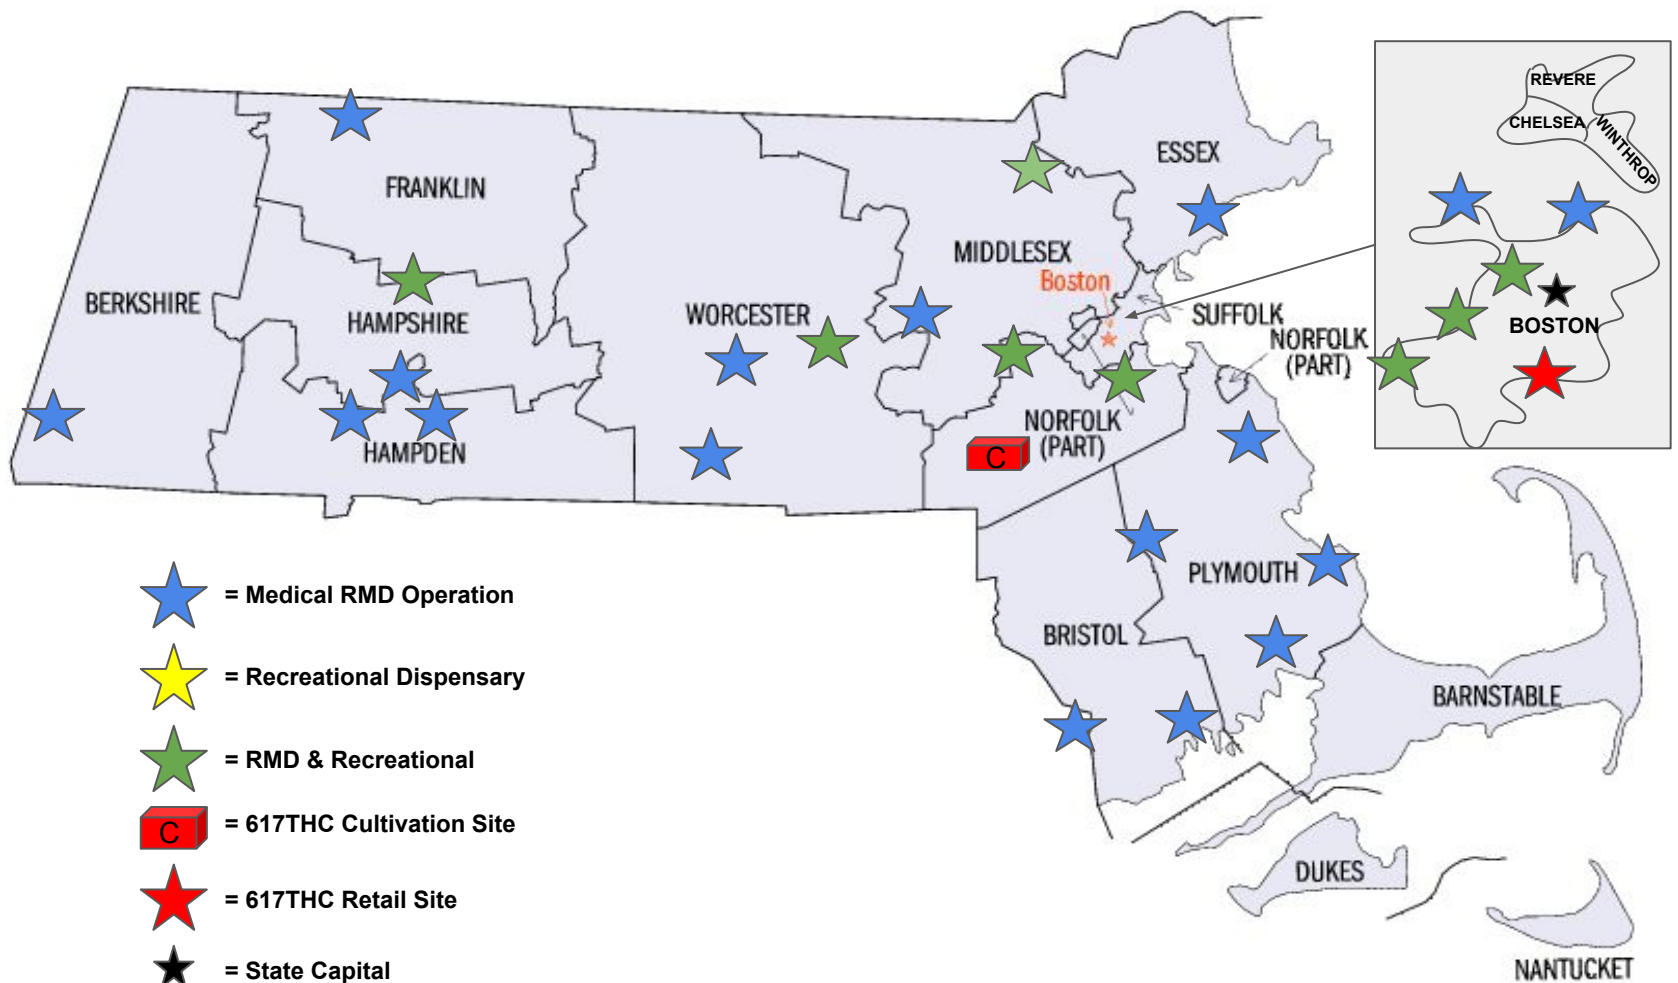 REVERE
CHELSEA
WINTHROP
ESSEX
FRANKLIN
MIDDLESEX
Boston
BERKSHIRE
HAMPSHIRE
WORCESTER
SUFFOLK
NORFOLK
(PART)
BOSTON
NORFOLK
(PART)
HAMPDEN
C
PLYMOUTH
BRISTOL
BARNSTABLE
DUKES
NANTUCKET
= Medical RMD Operation
= Recreational Dispensary
= RMD & Recreational
C = 617THC Cultivation Site
= 617THC Retail Site
= State Capital